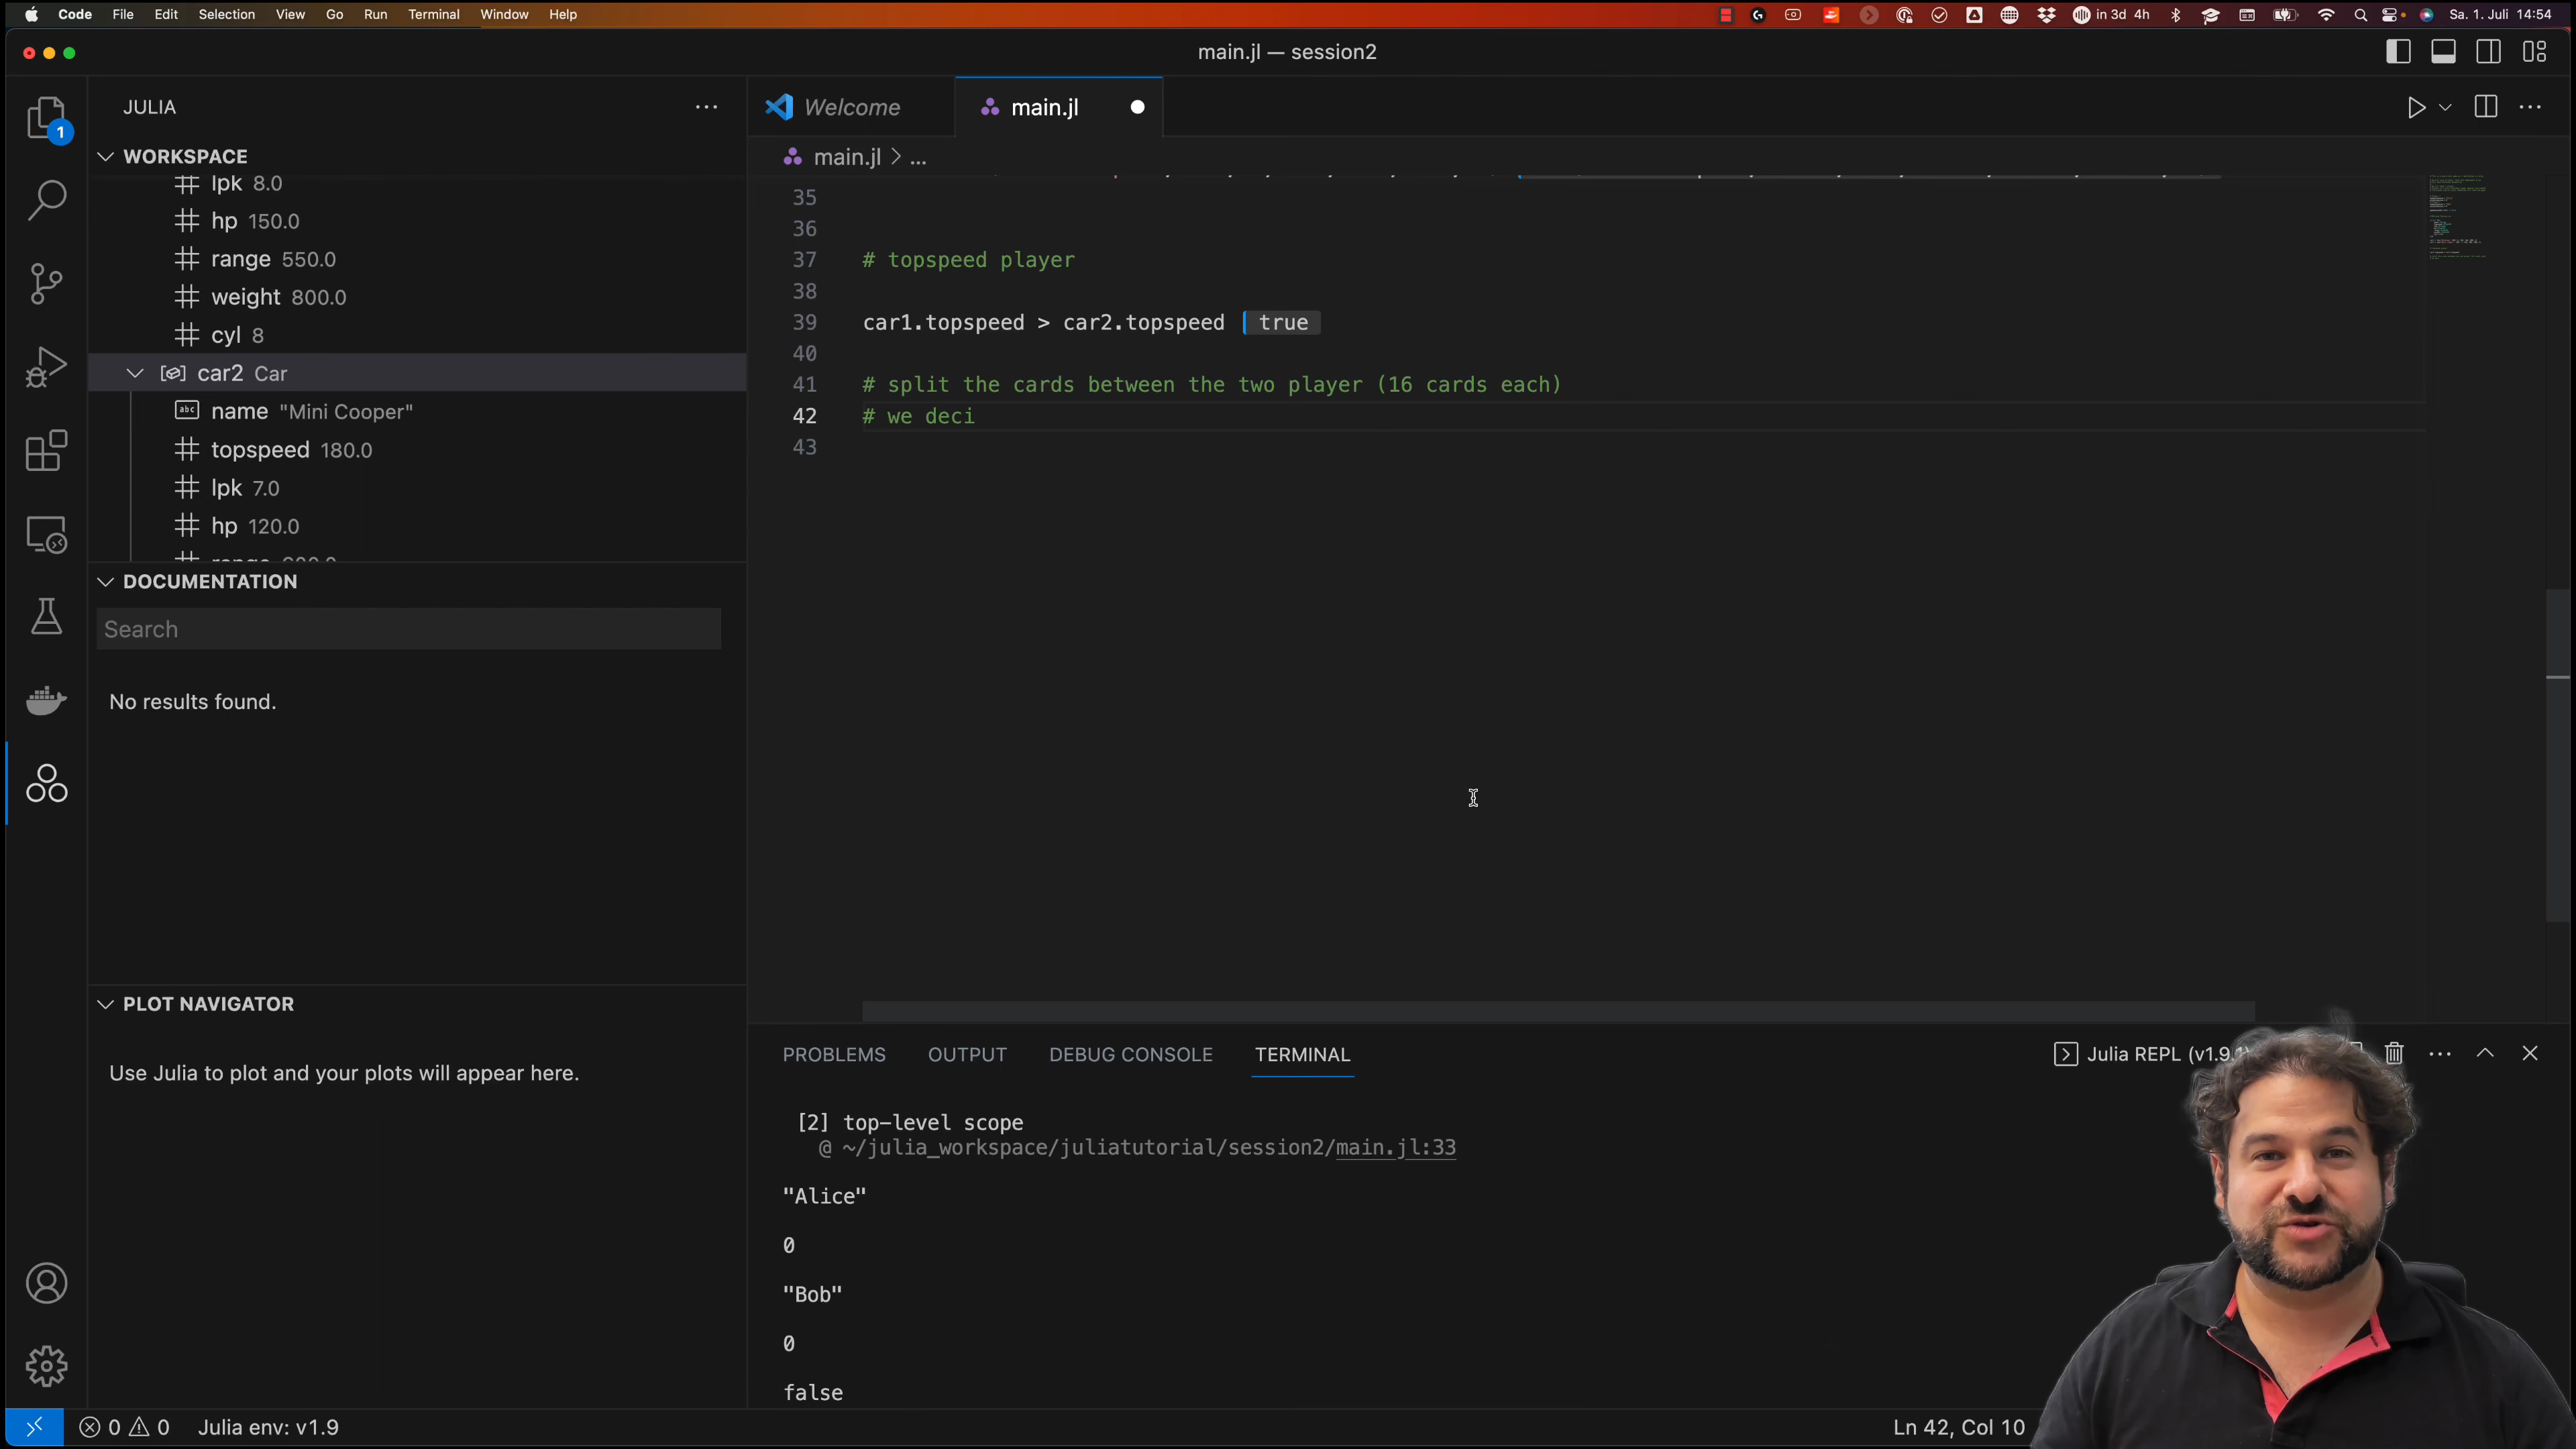 Code File Edit Selection View Go Run Terminal Window Help in 3d 4h Sa. 1. Juli 14:54
main.jl — session2
JULIA
WORKSPACE
lpk 8.0
hp 150.0
range 550.0
weight 800.0
cyl 8
car2 Car
name "Mini Cooper"
topspeed 180.0
lpk 7.0
hp 120.0
DOCUMENTATION
Search
No results found.
PLOT NAVIGATOR
Use Julia to plot and your plots will appear here.
1
Welcome main.jl
main.jl > ...
35
36
37 # topspeed player
38
39 car1.topspeed > car2.topspeed true
40
41 # split the cards between the two player (16 cards each)
42 # we deci
43
PROBLEMS OUTPUT DEBUG CONSOLE TERMINAL Julia REPL (v1.9.1)
[2] top-level scope
@ ~/julia_workspace/juliatutorial/session2/main.jl:33
"Alice"
0
"Bob"
0
false
0 0 Julia env: v1.9 Ln 42, Col 10